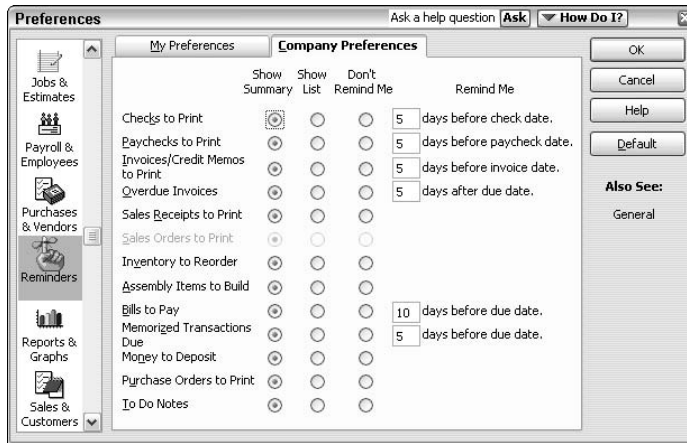 Preferences
Ask a help question Ask How Do I?
My Preferences Company Preferences
Jobs &
Estimates
Payroll &
Employees
Purchases
& Vendors
Reminders
Reports &
Graphs
Sales &
Customers
Show Summary Show List Don't Remind Me Remind Me
Checks to Print 5 days before check date.
Paychecks to Print 5 days before paycheck date.
Invoices/Credit Memos
to Print 5 days before invoice date.
Overdue Invoices 5 days after due date.
Sales Receipts to Print
Sales Orders to Print
Inventory to Reorder
Assembly Items to Build
Bills to Pay 10 days before due date.
Memorized Transactions
Due 5 days before due date.
Money to Deposit
Purchase Orders to Print
To Do Notes
OK
Cancel
Help
Default
Also See:
General